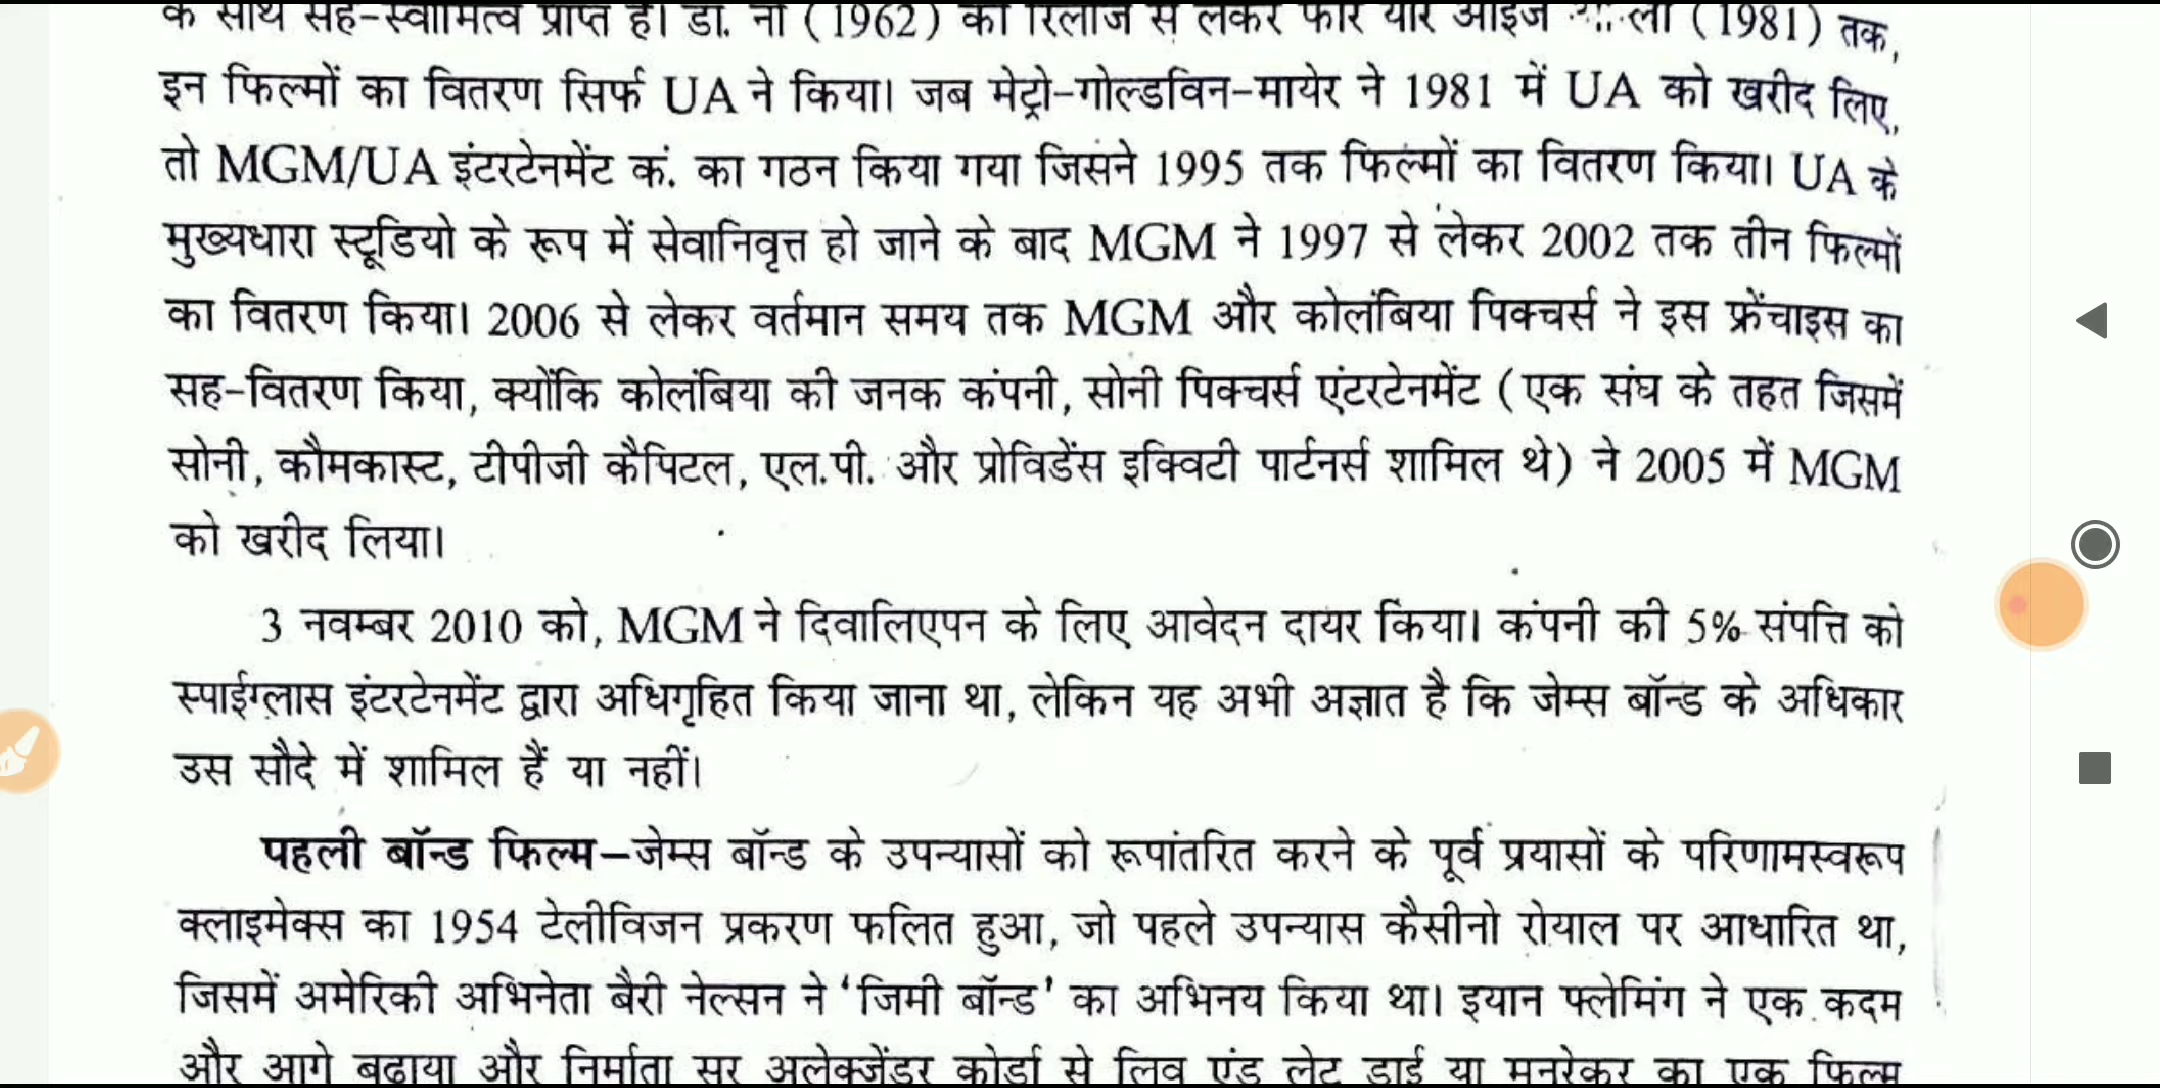 के साथ सह-स्वामित्व प्राप्त है। डॉ. नो (1962) की रिलीज से लेकर फॉर योर आइज (1981) तक,
इन फिल्मों का वितरण सिर्फ UA ने किया। जब मेट्रो-गोल्डविन-मायेर ने 1981 में UA को खरीद लिए,
तो MGM/UA इंटरटेनमेंट कं. का गठन किया गया जिसने 1995 तक फिल्मों का वितरण किया। UA के
मुख्यधारा स्टूडियो के रूप में सेवानिवृत्त हो जाने के बाद MGM ने 1997 से लेकर 2002 तक तीन फिल्मों
का वितरण किया। 2006 से लेकर वर्तमान समय तक MGM और कोलंबिया पिक्चर्स ने इस फ्रेंचाइस का
सह-वितरण किया, क्योंकि कोलंबिया की जनक कंपनी, सोनी पिक्चर्स एंटरटेनमेंट (एक संघ के तहत जिसमें
सोनी, कौमकास्ट, टीपीजी कैपिटल, एल.पी. और प्रोविडेंस इक्विटी पार्टनर्स शामिल थे) ने 2005 में MGM
को खरीद लिया।
3 नवम्बर 2010 को, MGM ने दिवालिएपन के लिए आवेदन दायर किया। कंपनी की 5% संपत्ति को
स्पाईग्लास इंटरटेनमेंट द्वारा अधिगृहित किया जाना था, लेकिन यह अभी अज्ञात है कि जेम्स बॉन्ड के अधिकार
उस सौदे में शामिल हैं या नहीं।
पहली बॉन्ड फिल्म–जेम्स बॉन्ड के उपन्यासों को रूपांतरित करने के पूर्व प्रयासों के परिणामस्वरूप
क्लाइमेक्स का 1954 टेलीविजन प्रकरण फलित हुआ, जो पहले उपन्यास कैसीनो रोयाल पर आधारित था,
जिसमें अमेरिकी अभिनेता बैरी नेल्सन ने ‘जिमी बॉन्ड’ का अभिनय किया था। इयान फ्लेमिंग ने एक कदम
और आगे बढ़ाया और निर्माता सर अलेक्जेंडर कोर्डा से लिव एंड लेट डाई या मूनरेकर का एक फिल्म